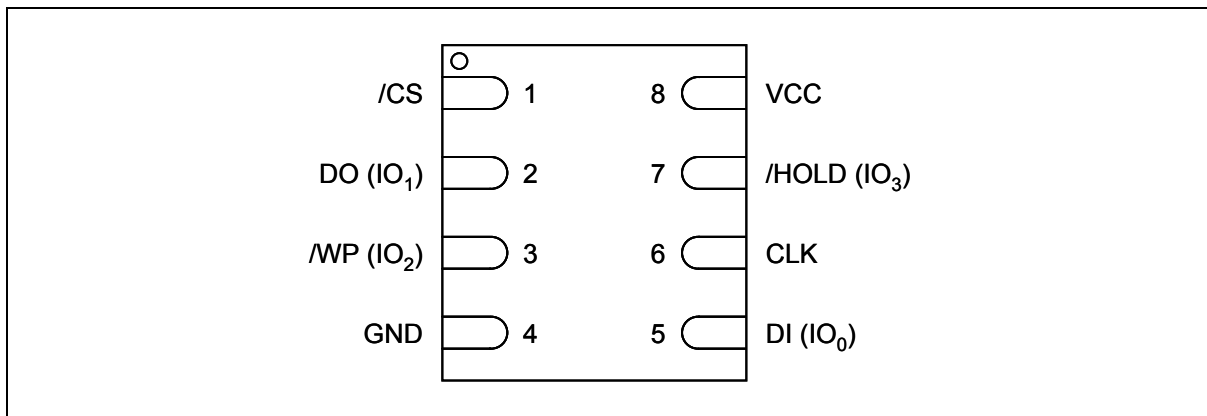 /CS 1 8 VCC
DO (IO₁) 2 7 /HOLD (IO₃)
/WP (IO₂) 3 6 CLK
GND 4 5 DI (IO₀)